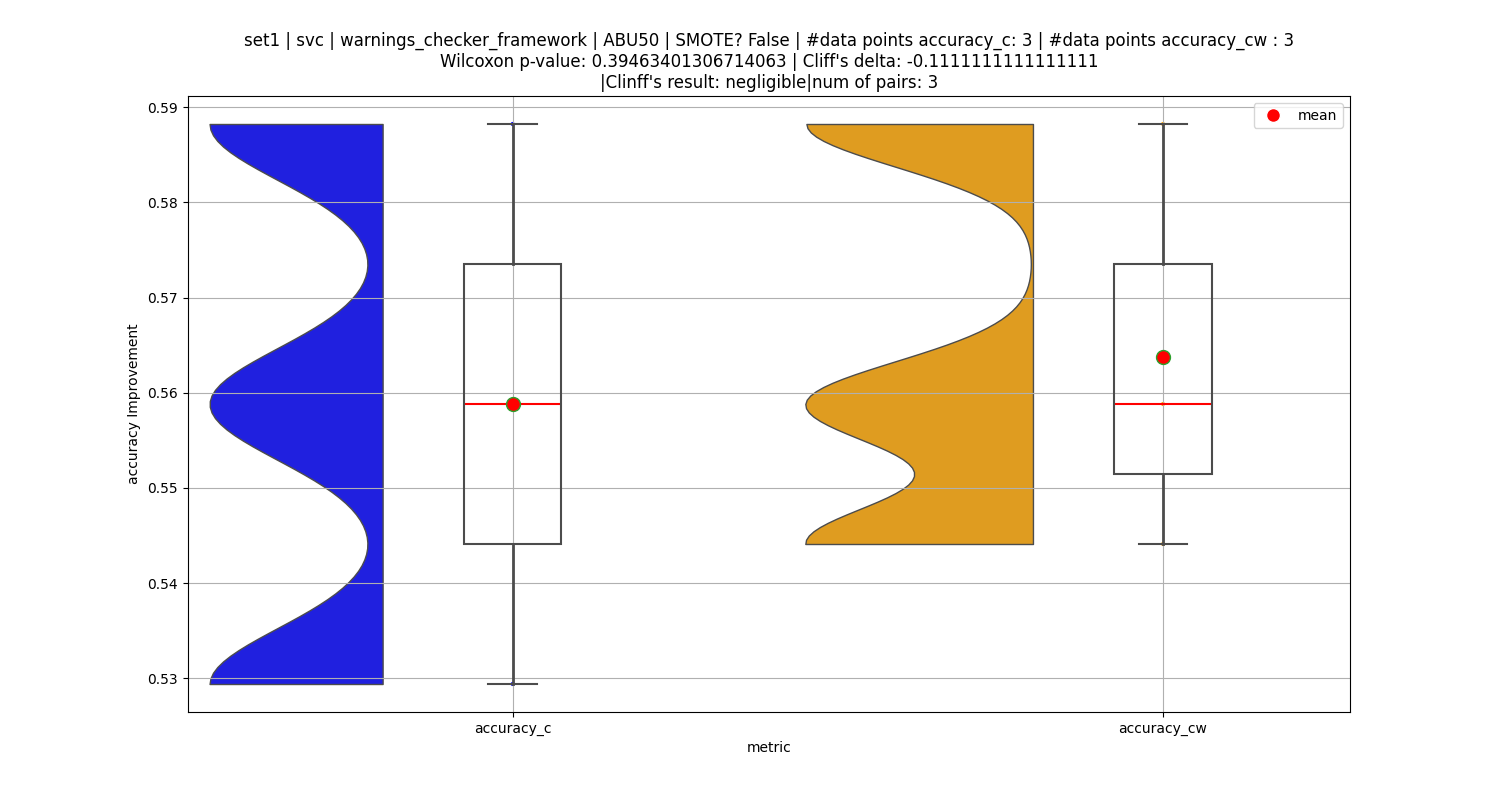 set1 | svc | warnings_checker_framework | ABU50 | SMOTE? False | #data points accuracy_c: 3 | #data points accuracy_cw : 3
Wilcoxon p-value: 0.39463401306714063 | Cliff's delta: -0.1111111111111111
|Clinff's result: negligible|num of pairs: 3
mean
0.59
0.58
0.57
0.56
0.55
0.54
0.53
accuracy Improvement
accuracy_c
accuracy_cw
metric